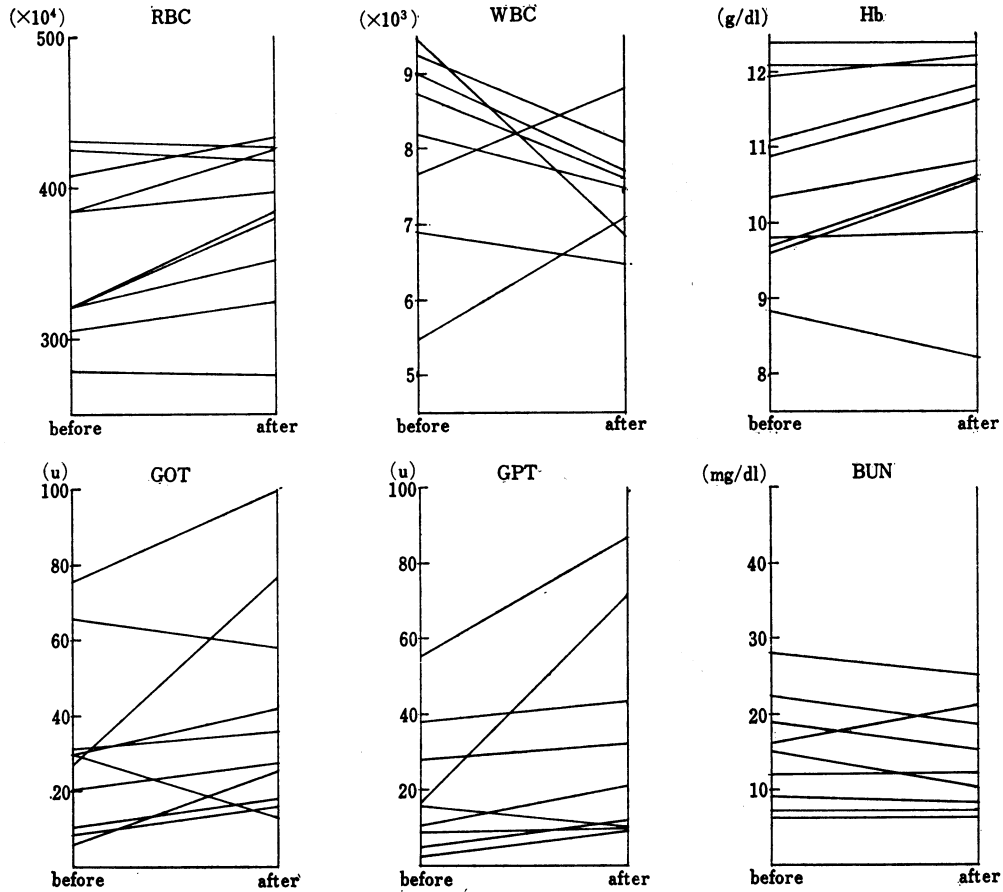 (×10⁴) RBC
500
400
300
before after
(×10³) WBC
9
8
7
6
5
before after
(g/dl) Hb
12
11
10
9
8
before after
(u) GOT
100
80
60
40
20
before after
(u) GPT
100
80
60
40
20
before after
(mg/dl) BUN
40
30
20
10
before after